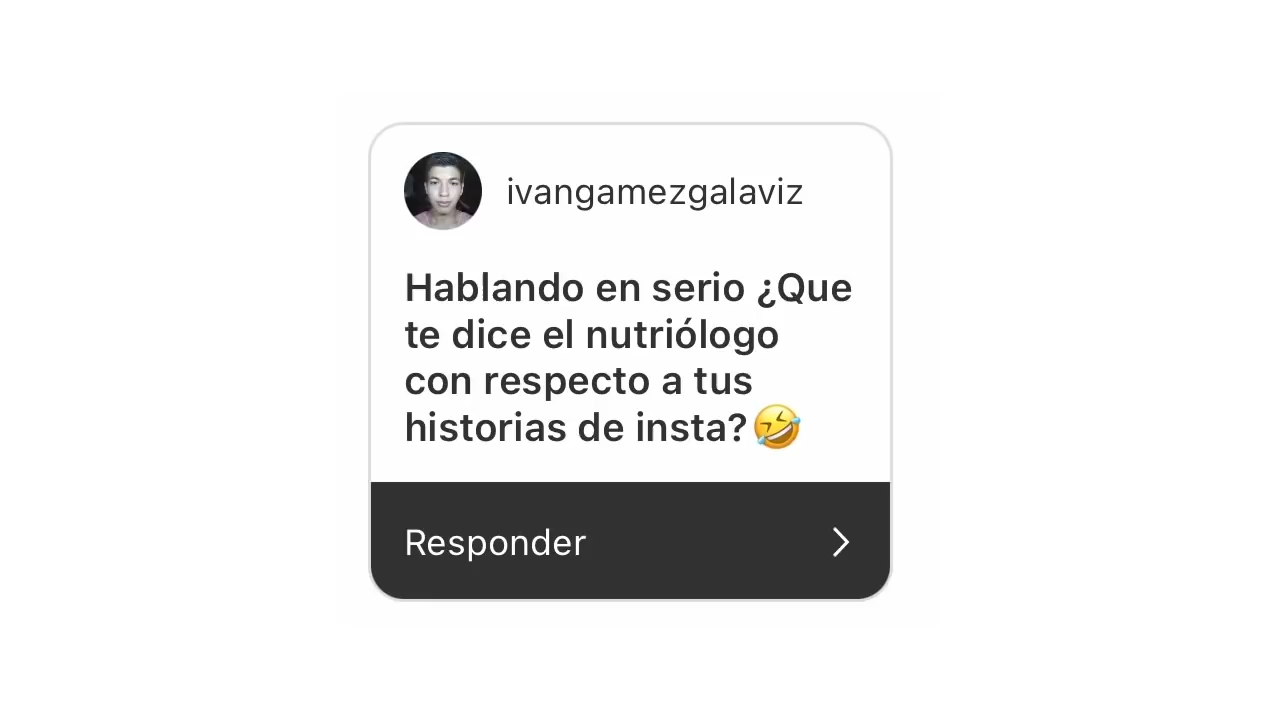 ivangamezgalaviz
Hablando en serio ¿Que
te dice el nutriólogo
con respecto a tus
historias de insta?🤣
Responder